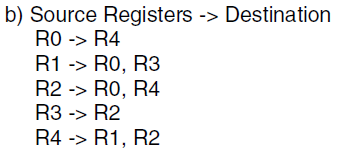 b) Source Registers -> Destination
R0 -> R4
R1 -> R0, R3
R2 -> R0, R4
R3 -> R2
R4 -> R1, R2